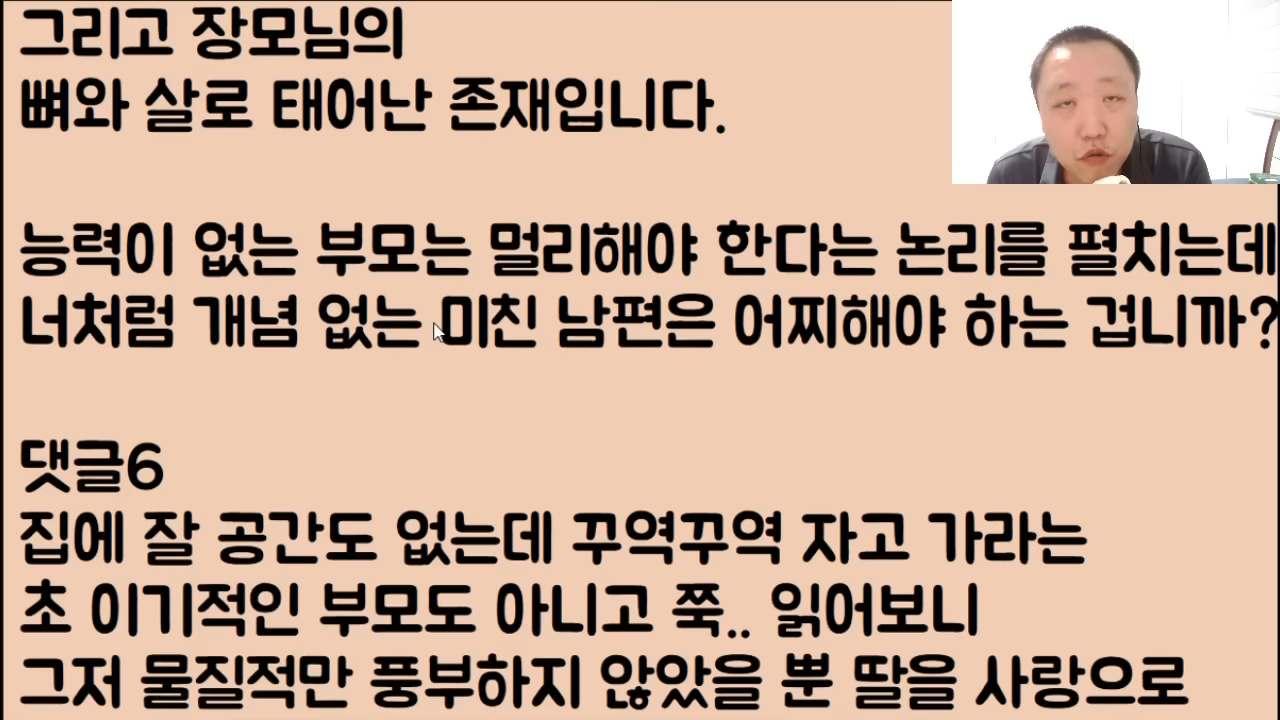 그리고 장모님의
뼈와 살로 태어난 존재입니다.
능력이 없는 부모는 멀리해야 한다는 논리를 펼치는데
너처럼 개념 없는 미친 남편은 어찌해야 하는 겁니까?
댓글6
집에 잘 공간도 없는데 꾸역꾸역 자고 가라는
초 이기적인 부모도 아니고 쭉.. 읽어보니
그저 물질적만 풍부하지 않았을 뿐 딸을 사랑으로